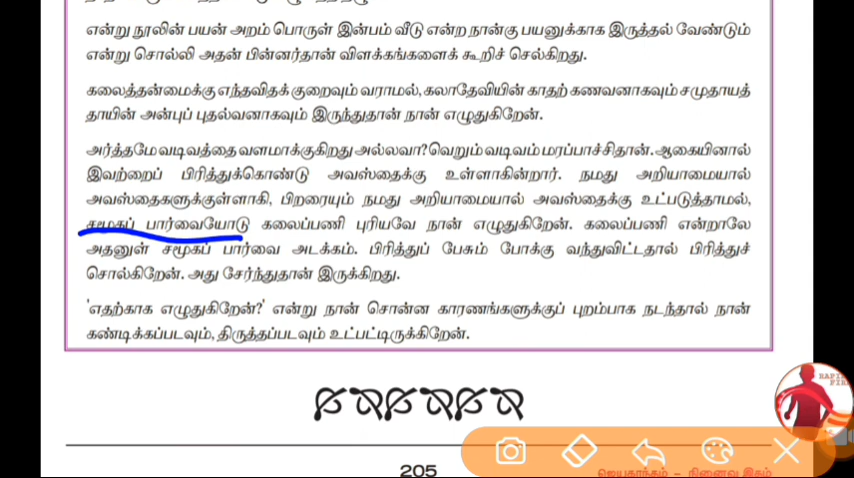 என்று நூலின் பயன் அறம் பொருள் இன்பம் வீடு என்ற நான்கு பயனுக்காக இருத்தல் வேண்டும்
என்று சொல்லி அதன் பின்னர்தான் விளக்கங்களைக் கூறிச் செல்கிறது.
கலைத்தன்மைக்கு எந்தவிதக் குறைவும் வராமல், கலாதேவியின் காதற் கணவனாகவும் சமுதாயத்
தாயின் அன்புப் புதல்வனாகவும் இருந்துதான் நான் எழுதுகிறேன்.
அர்த்தமே வடிவத்தை வளமாக்குகிறது அல்லவா? வெறும் வடிவம் மரப்பாச்சிதான். ஆகையினால்
இவற்றைப் பிரித்துக்கொண்டு அவஸ்தைக்கு உள்ளாகின்றார். நமது அறியாமையால்
அவஸ்தைகளுக்குள்ளாகி, பிறரையும் நமது அறியாமையால் அவஸ்தைக்கு உட்படுத்தாமல்,
சமூகப் பார்வையோடு கலைப்பணி புரியவே நான் எழுதுகிறேன். கலைப்பணி என்றாலே
அதனுள் சமூகப் பார்வை அடக்கம். பிரித்துப் பேசும் போக்கு வந்துவிட்டதால் பிரித்துச்
சொல்கிறேன். அது சேர்ந்துதான் இருக்கிறது.
'எதற்காக எழுதுகிறேன்?' என்று நான் சொன்ன காரணங்களுக்குப் புறம்பாக நடந்தால் நான்
கண்டிக்கப்படவும், திருத்தப்படவும் உட்பட்டிருக்கிறேன்.
205
ஜெயகாந்தம் – நினைவு இதழ்